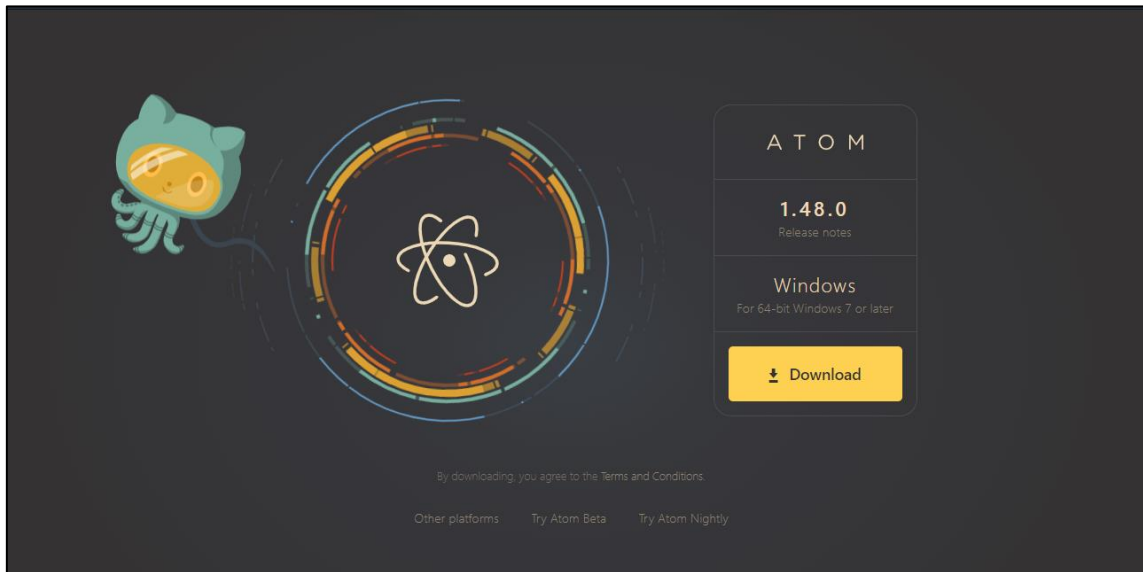 ATOM
1.48.0
Release notes
Windows
For 64-bit Windows 7 or later
Download
By downloading, you agree to the Terms and Conditions.
Other platforms Try Atom Beta Try Atom Nightly